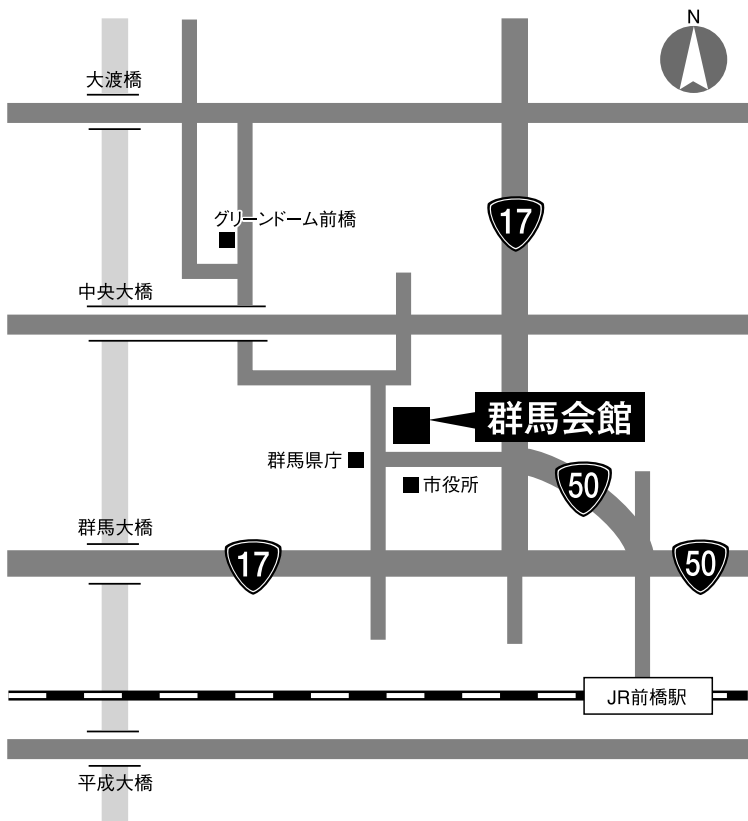 N
大渡橋
17
グリーンドーム前橋
中央大橋
群馬会館
群馬県庁
市役所
50
群馬大橋
17
50
JR前橋駅
平成大橋